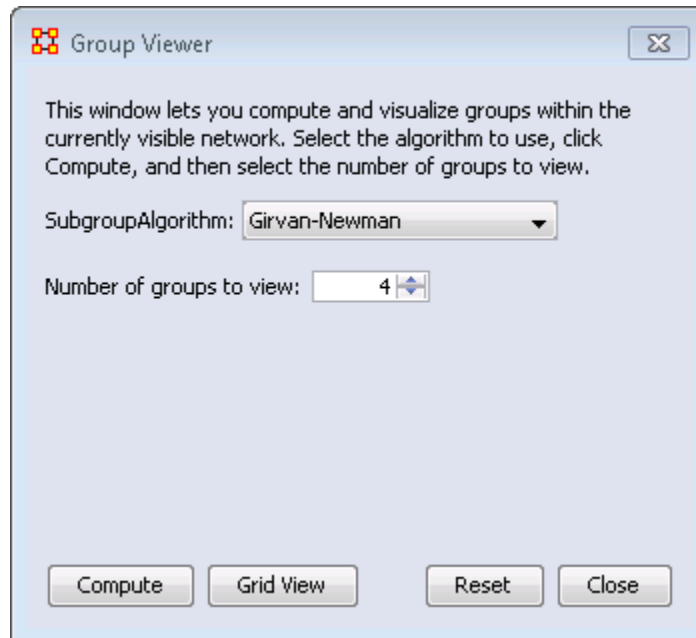 Group Viewer
This window lets you compute and visualize groups within the
currently visible network. Select the algorithm to use, click
Compute, and then select the number of groups to view.
SubgroupAlgorithm: Girvan-Newman
Number of groups to view: 4
Compute Grid View Reset Close